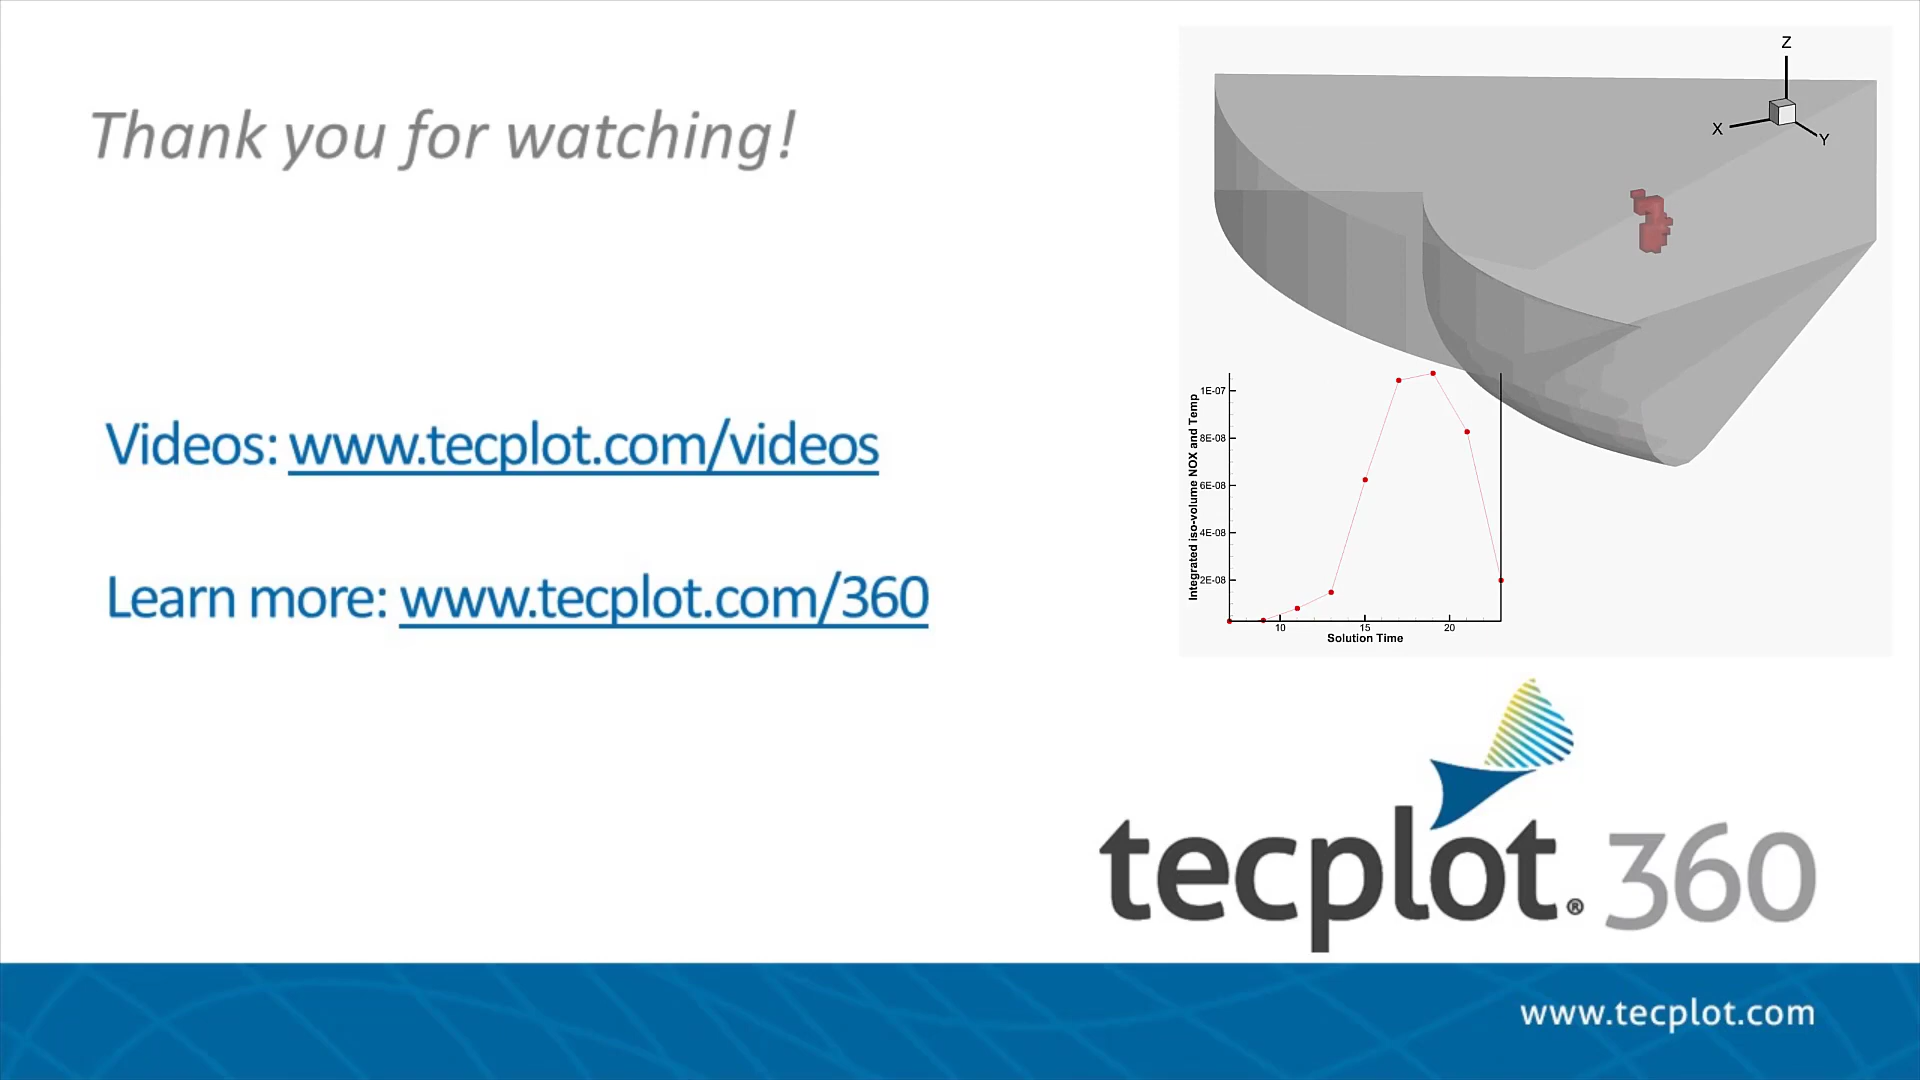 Thank you for watching!
Videos: www.tecplot.com/videos
Learn more: www.tecplot.com/360
Z
X
Y
Integrated iso-volume NOX and Temp
1E-07
8E-08
6E-08
4E-08
2E-08
10 15 20
Solution Time
tecplot® 360
www.tecplot.com